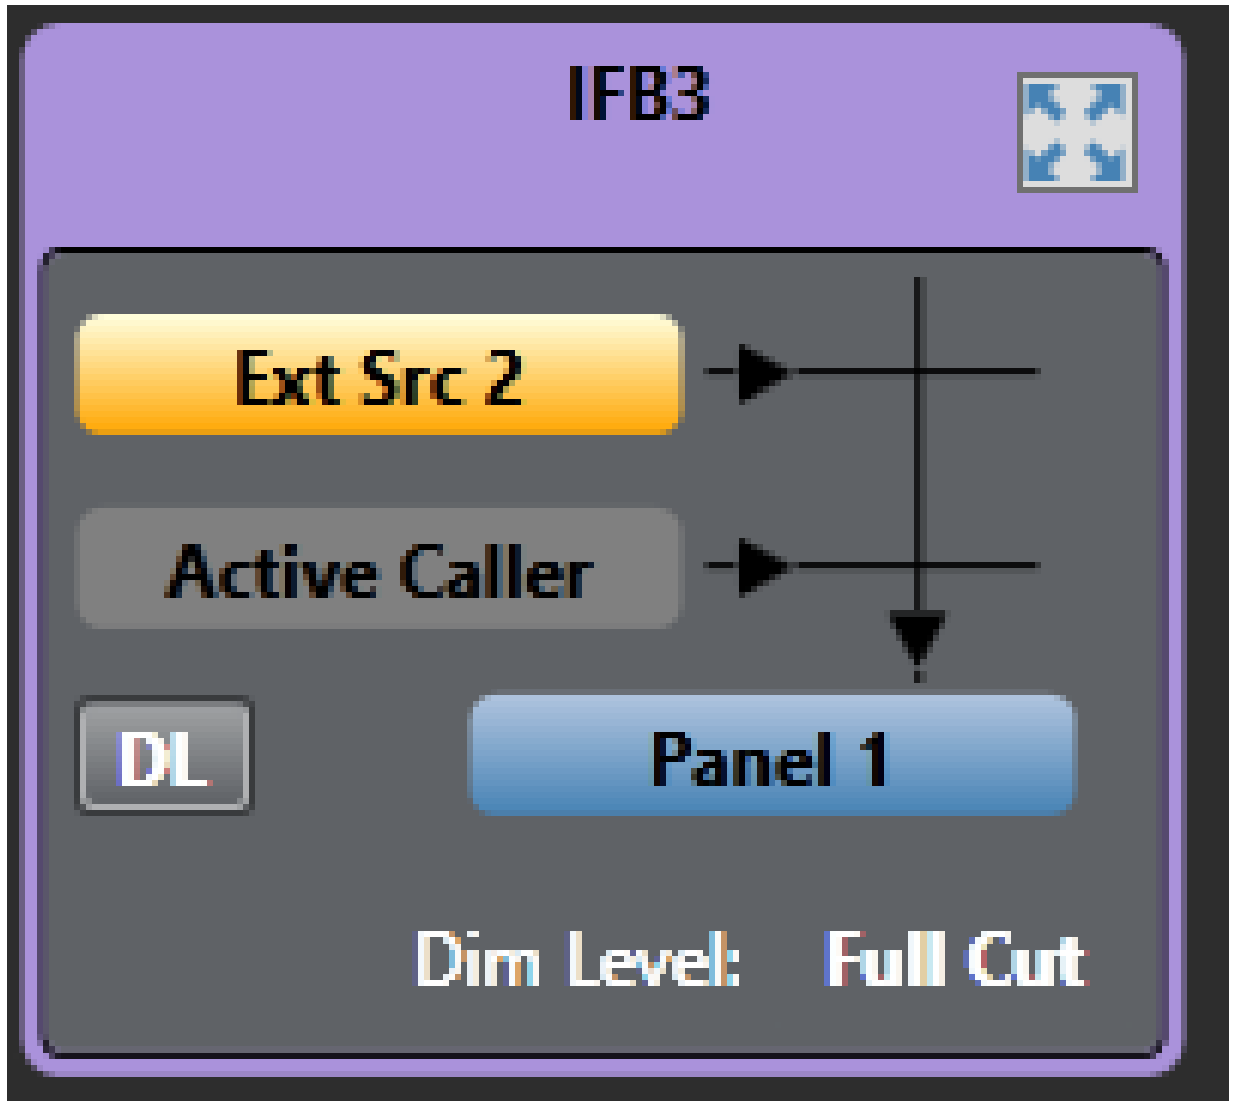 IFB3
Ext Src 2
Active Caller
DL
Panel 1
Dim Level: Full Cut